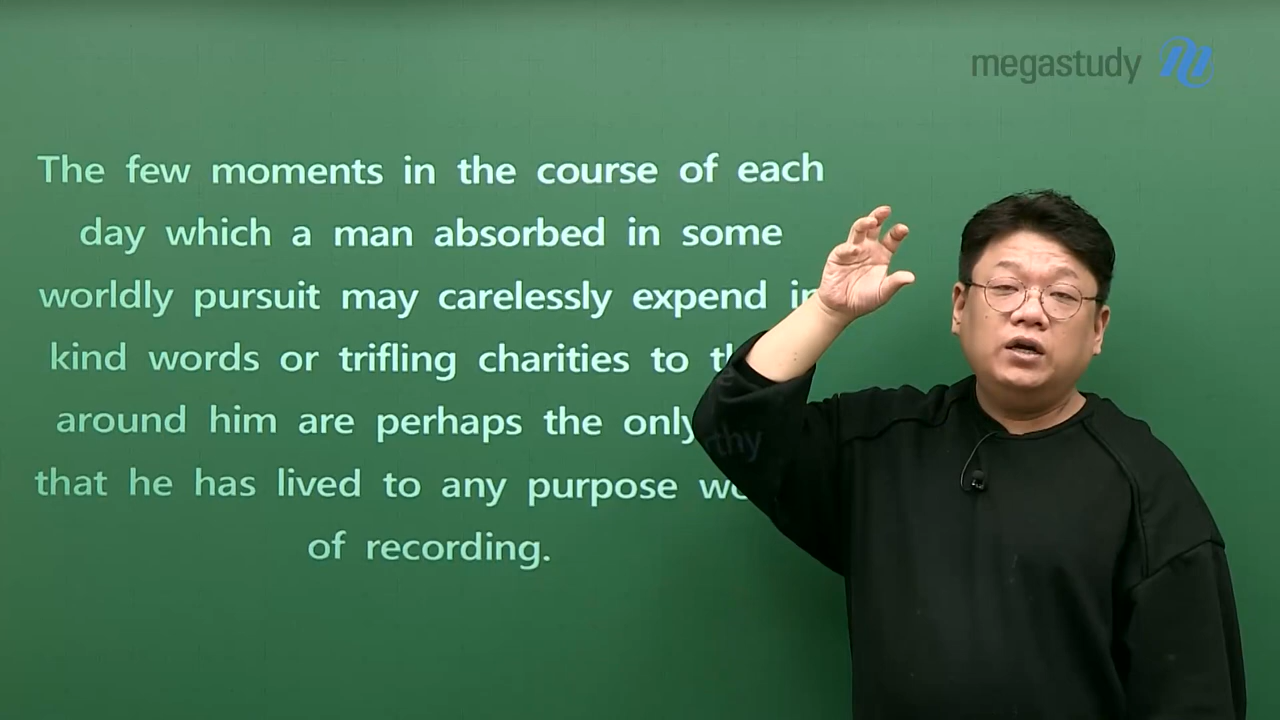 megastudy
The few moments in the course of each
day which a man absorbed in some
worldly pursuit may carelessly expend in
kind words or trifling charities to
around him are perhaps the only
that he has lived to any purpose
of recording.